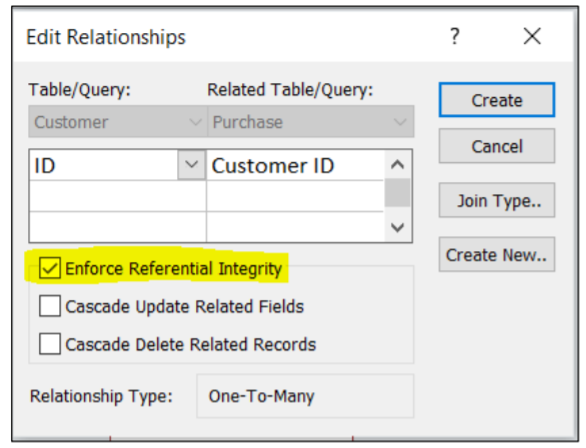 Edit Relationships ? ×
Table/Query: Related Table/Query:
Customer Purchase
Create
ID Customer ID
Cancel
Join Type..
Create New..
Enforce Referential Integrity
Cascade Update Related Fields
Cascade Delete Related Records
Relationship Type: One-To-Many